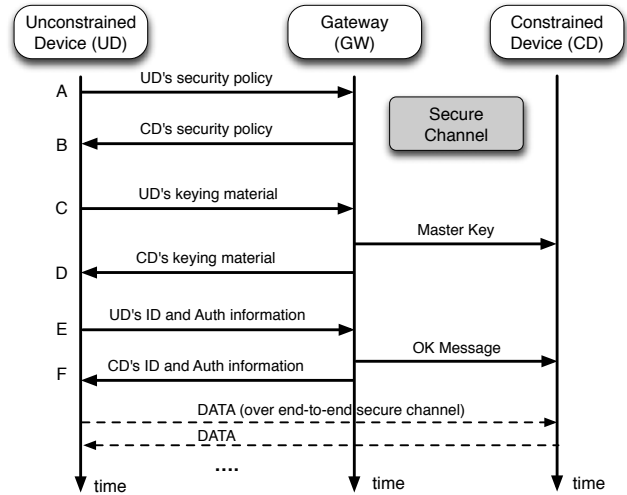 Unconstrained
Device (UD)
Gateway
(GW)
Constrained
Device (CD)
A
UD's security policy
Secure
Channel
B
CD's security policy
C
UD's keying material
Master Key
D
CD's keying material
E
UD's ID and Auth information
OK Message
F
CD's ID and Auth information
DATA (over end-to-end secure channel)
DATA
....
time
time
time